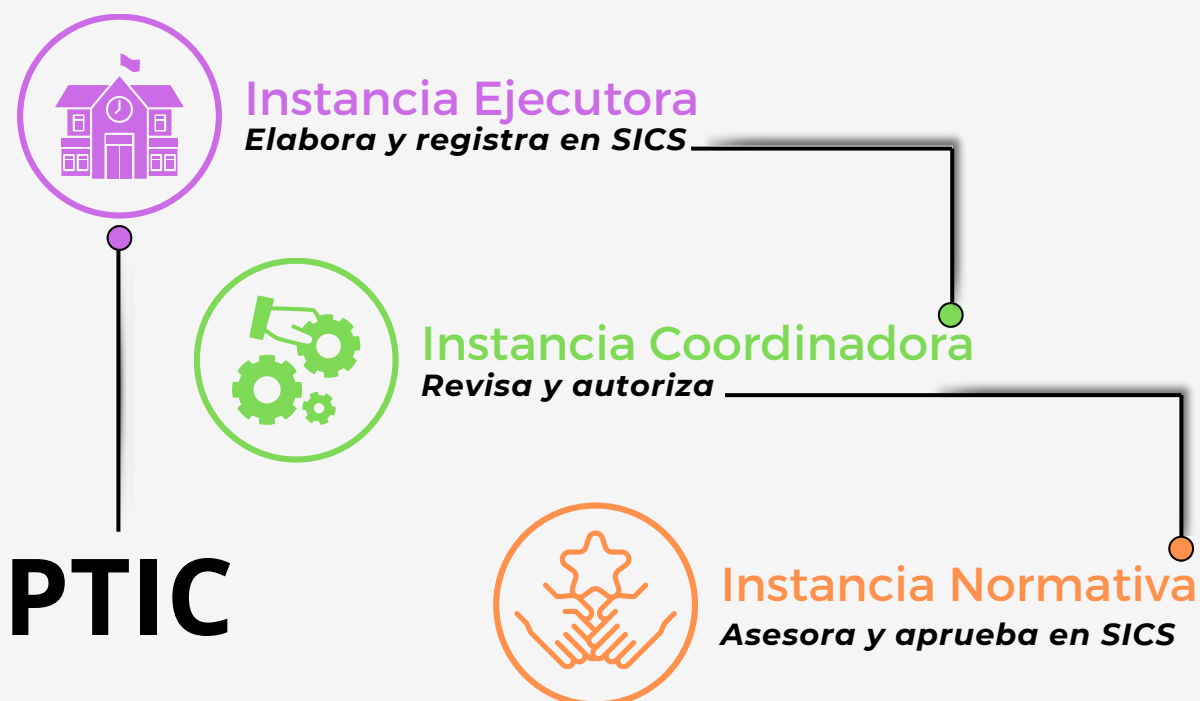 Instancia Ejecutora
Elabora y registra en SICS
Instancia Coordinadora
Revisa y autoriza
PTIC
Instancia Normativa
Asesora y aprueba en SICS